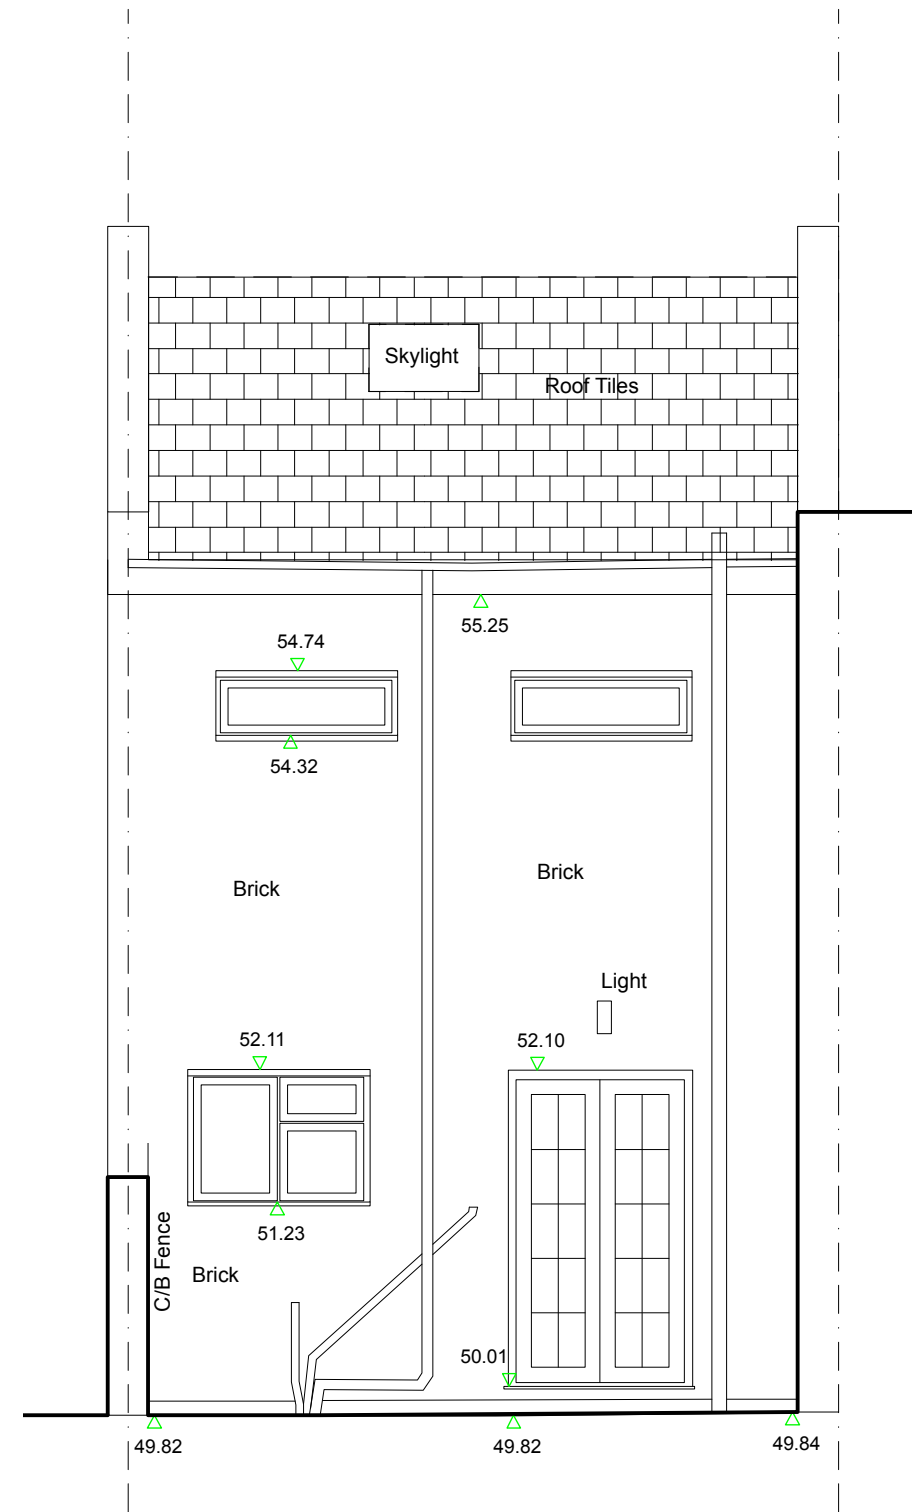 Skylight
Roof Tiles
55.25
54.74
54.32
Brick
Brick
Light
52.11
52.10
51.23
C/B Fence
Brick
50.01
49.82
49.82
49.84